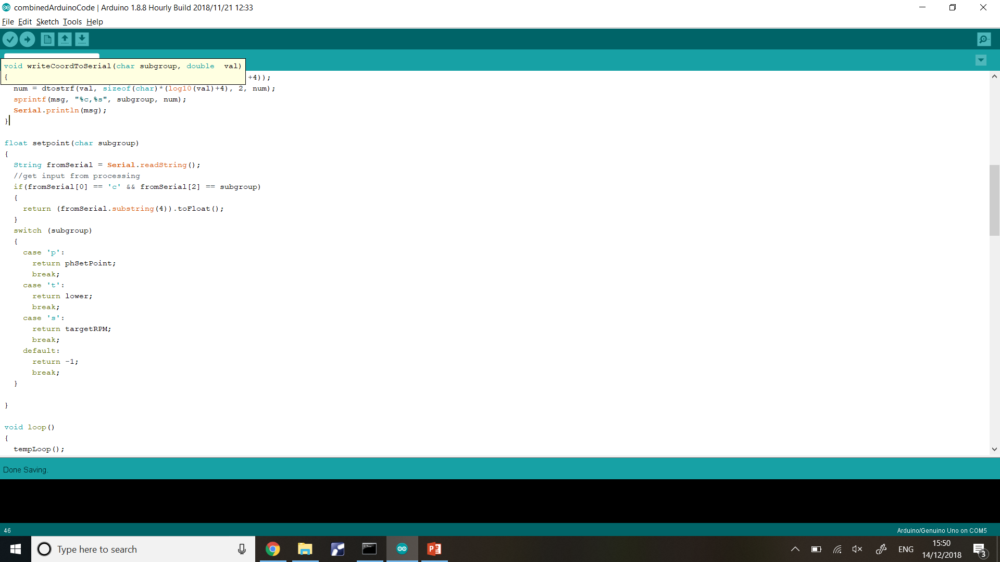 combinedArduinoCode | Arduino 1.8.8 Hourly Build 2018/11/21 12:33
File Edit Sketch Tools Help
void writeCoordToSerial(char subgroup, double  val)
{
+4));
  num = dtostrf(val, sizeof(char)*(log10(val)+4), 2, num);
  sprintf(msg, "%c,%s", subgroup, num);
  Serial.println(msg);
}
float setpoint(char subgroup)
{
  String fromSerial = Serial.readString();
  //get input from processing
  if(fromSerial[0] == 'c' && fromSerial[2] == subgroup)
  {
    return (fromSerial.substring(4)).toFloat();
  }
  switch (subgroup)
  {
    case 'p':
      return phSetPoint;
      break;
    case 't':
      return lower;
      break;
    case 's':
      return targetRPM;
      break;
    default:
      return -1;
      break;
  }
}
void loop()
{
  tempLoop();
Done Saving.
46
Arduino/Genuino Uno on COM5
Type here to search
ENG
15:50
14/12/2018
3